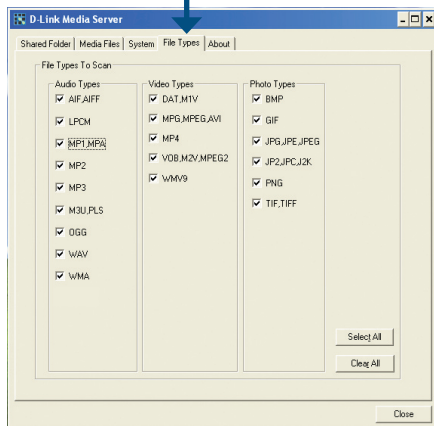 D-Link Media Server
Shared Folder Media Files System File Types About
File Types To Scan
Audio Types
AIF,AIFF
LPCM
MP1,MPA
MP2
MP3
M3U,PLS
OGG
WAV
WMA
Video Types
DAT,M1V
MPG,MPEG,AVI
MP4
VOB,M2V,MPEG2
WMV9
Photo Types
BMP
GIF
JPG,JPE,JPEG
JP2,JPC,J2K
PNG
TIF,TIFF
Select All
Clear All
Close